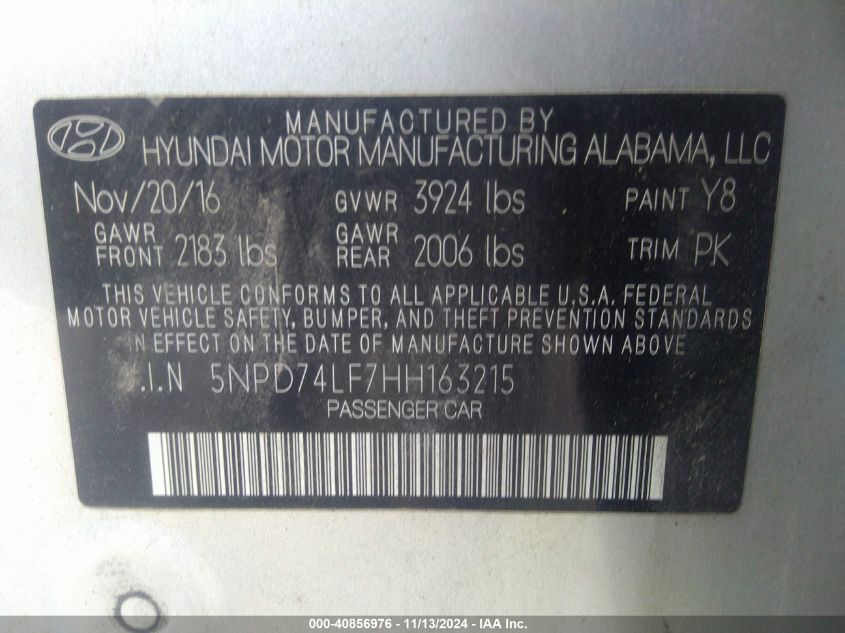 MANUFACTURED BY
HYUNDAI MOTOR MANUFACTURING ALABAMA, LLC
Nov/20/16 GVWR 3924 lbs PAINT Y8
GAWR FRONT 2183 lbs GAWR REAR 2006 lbs TRIM PK
THIS VEHICLE CONFORMS TO ALL APPLICABLE U.S.A. FEDERAL
MOTOR VEHICLE SAFETY, BUMPER, AND THEFT PREVENTION STANDARDS
IN EFFECT ON THE DATE OF MANUFACTURE SHOWN ABOVE
.I.N 5NPD74LF7HH163215
PASSENGER CAR
000-40856976 - 11/13/2024 - IAA Inc.